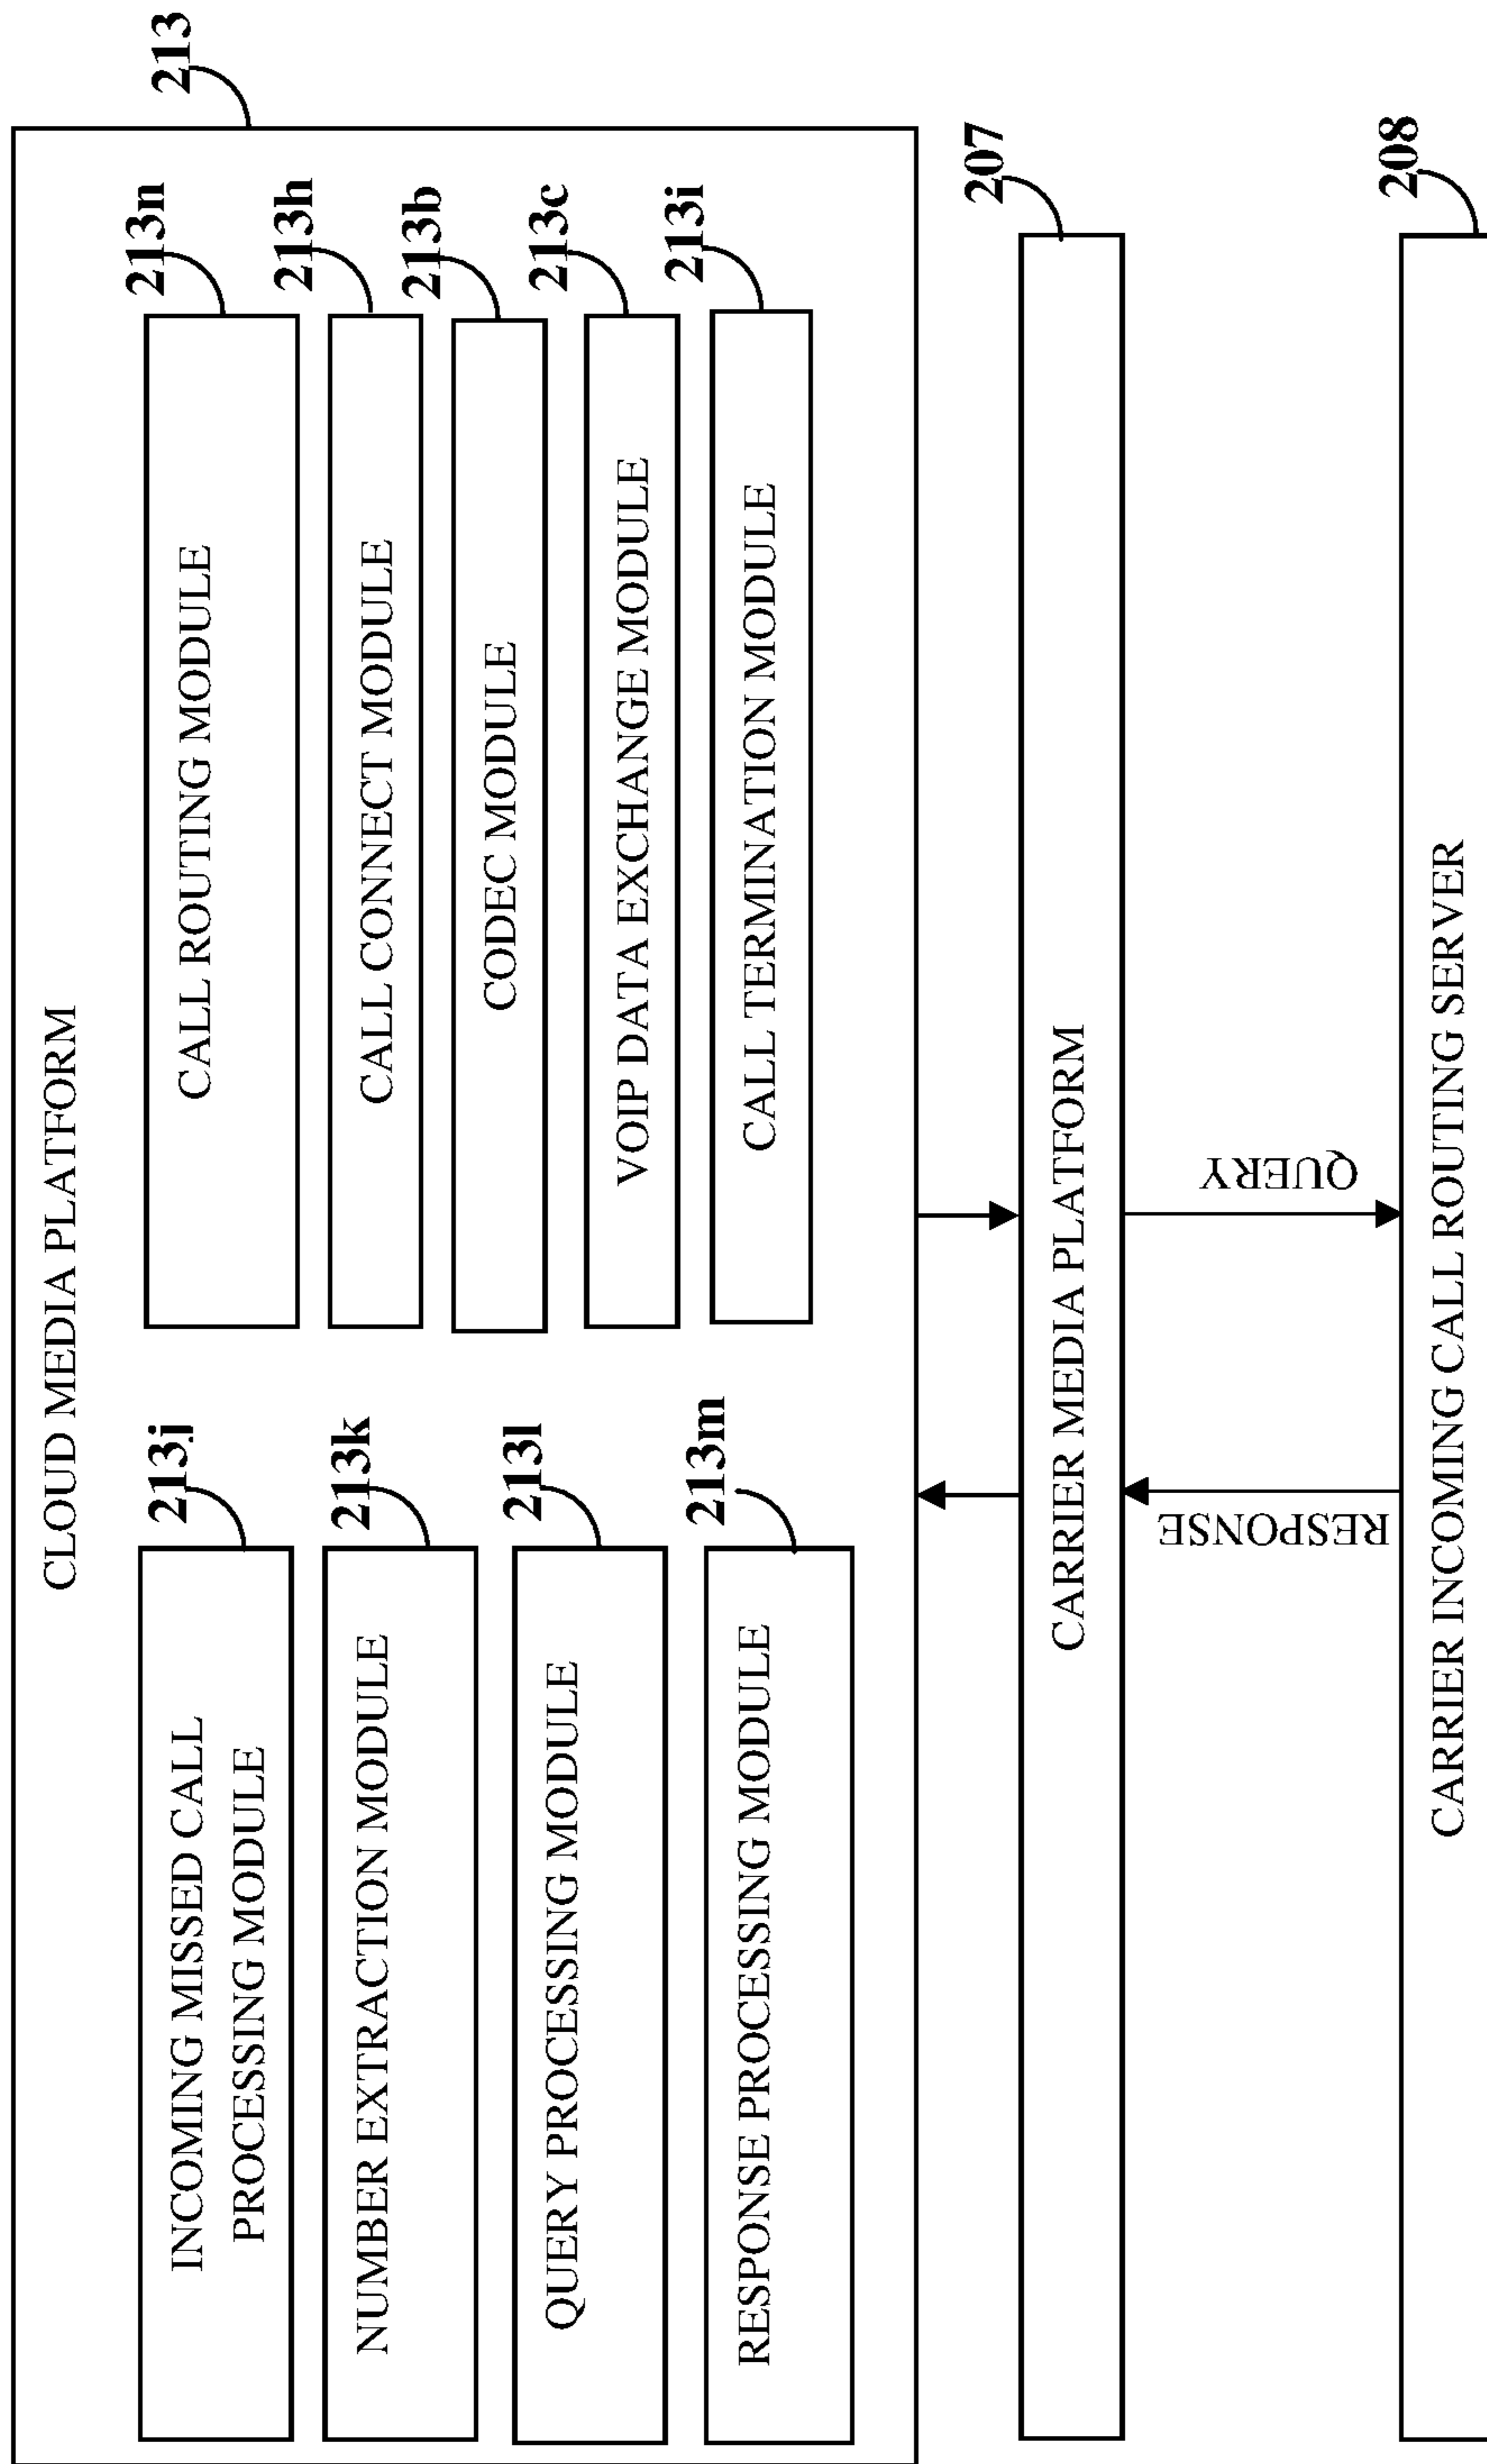 213
CLOUD MEDIA PLATFORM
213j
INCOMING MISSED CALL
PROCESSING MODULE
213k
NUMBER EXTRACTION MODULE
213l
QUERY PROCESSING MODULE
213m
RESPONSE PROCESSING MODULE
213n
CALL ROUTING MODULE
213h
CALL CONNECT MODULE
213b
CODEC MODULE
213c
VOIP DATA EXCHANGE MODULE
213i
CALL TERMINATION MODULE
207
CARRIER MEDIA PLATFORM
RESPONSE
QUERY
208
CARRIER INCOMING CALL ROUTING SERVER